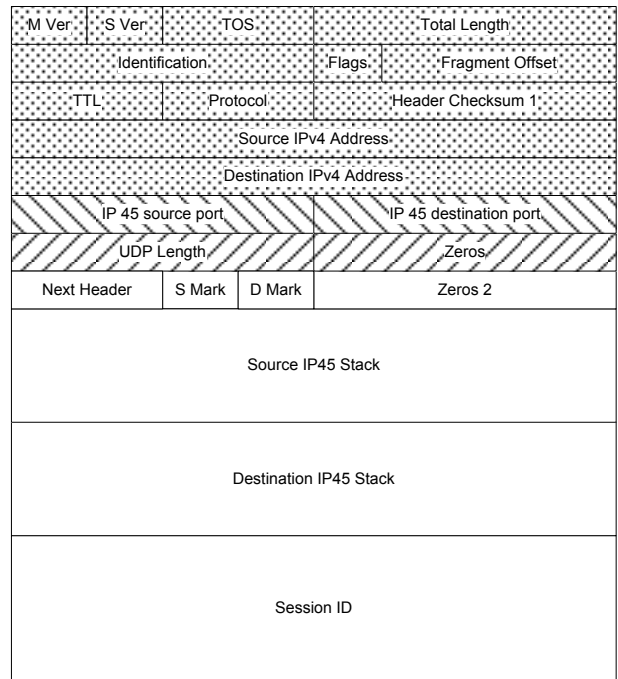 M Ver S Ver TOS Total Length
Identification Flags Fragment Offset
TTL Protocol Header Checksum 1
Source IPv4 Address
Destination IPv4 Address
IP 45 source port IP 45 destination port
UDP Length Zeros
Next Header S Mark D Mark Zeros 2
Source IP45 Stack
Destination IP45 Stack
Session ID